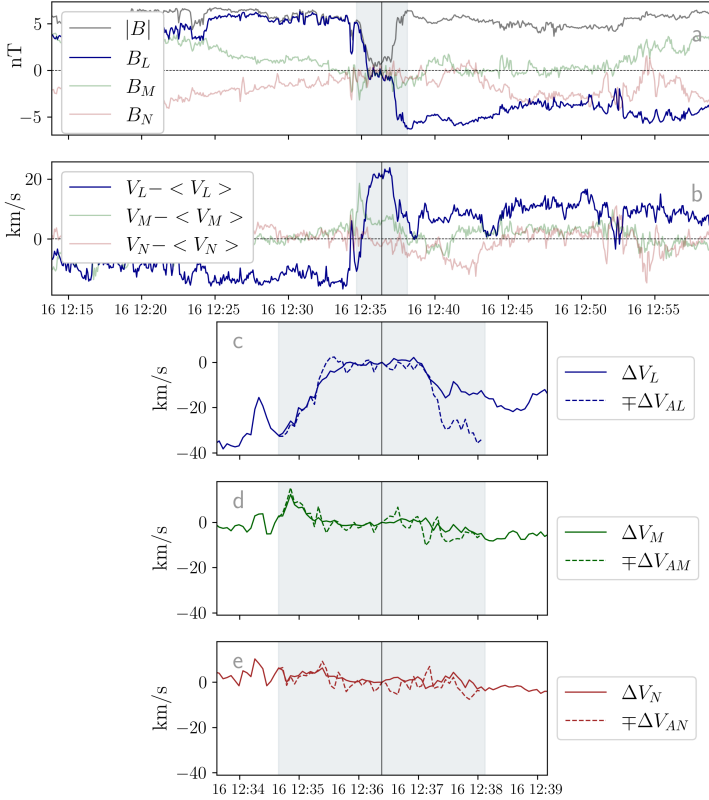 5
0
−5
nT
|B|
B_L
B_M
B_N
a
20
0
km/s
V_L− < V_L >
V_M− < V_M >
V_N− < V_N >
b
16 12:15 16 12:20 16 12:25 16 12:30 16 12:35 16 12:40 16 12:45 16 12:50 16 12:55
c
0
−20
−40
km/s
ΔV_L
∓ΔV_AL
d
0
−20
−40
km/s
ΔV_M
∓ΔV_AM
e
0
−20
−40
km/s
ΔV_N
∓ΔV_AN
16 12:34 16 12:35 16 12:36 16 12:37 16 12:38 16 12:39